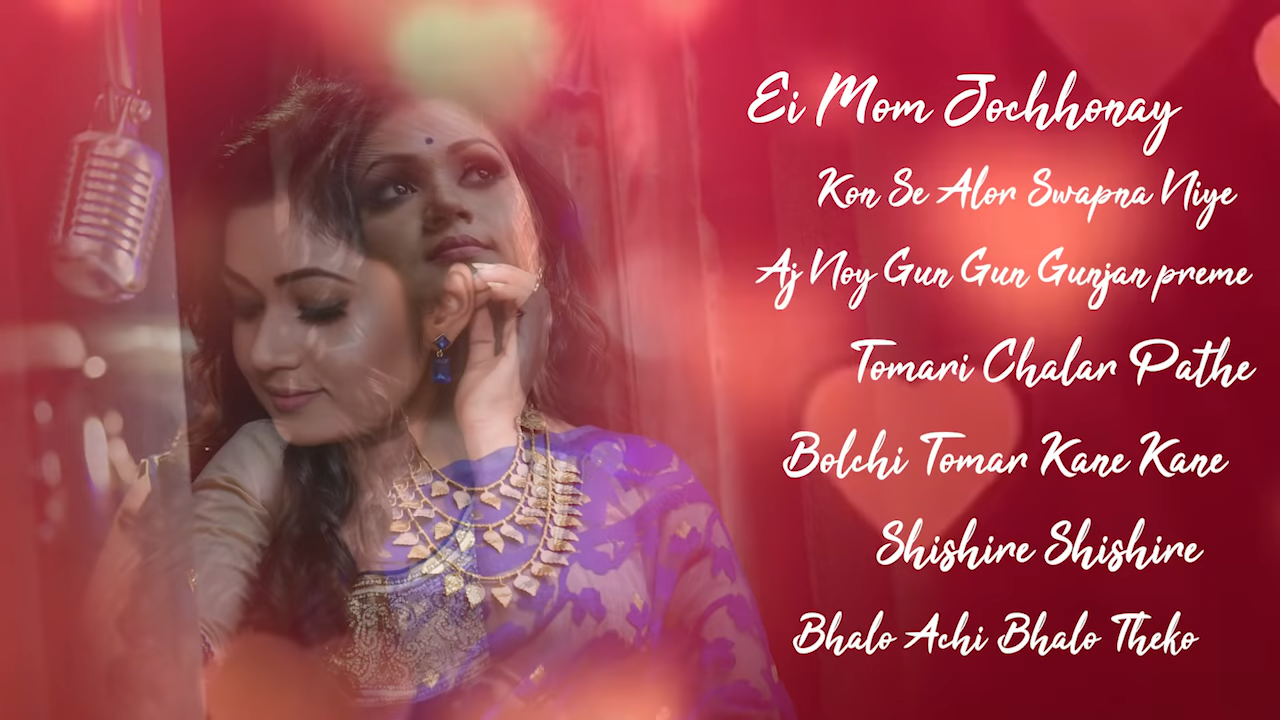 Ei Mom Jochhonay
Kon Se Alor Swapna Niye
Aj Noy Gun Gun Gunjan preme
Tomari Chalar Pathe
Bolchi Tomar Kane Kane
Shishire Shishire
Bhalo Achi Bhalo Theko